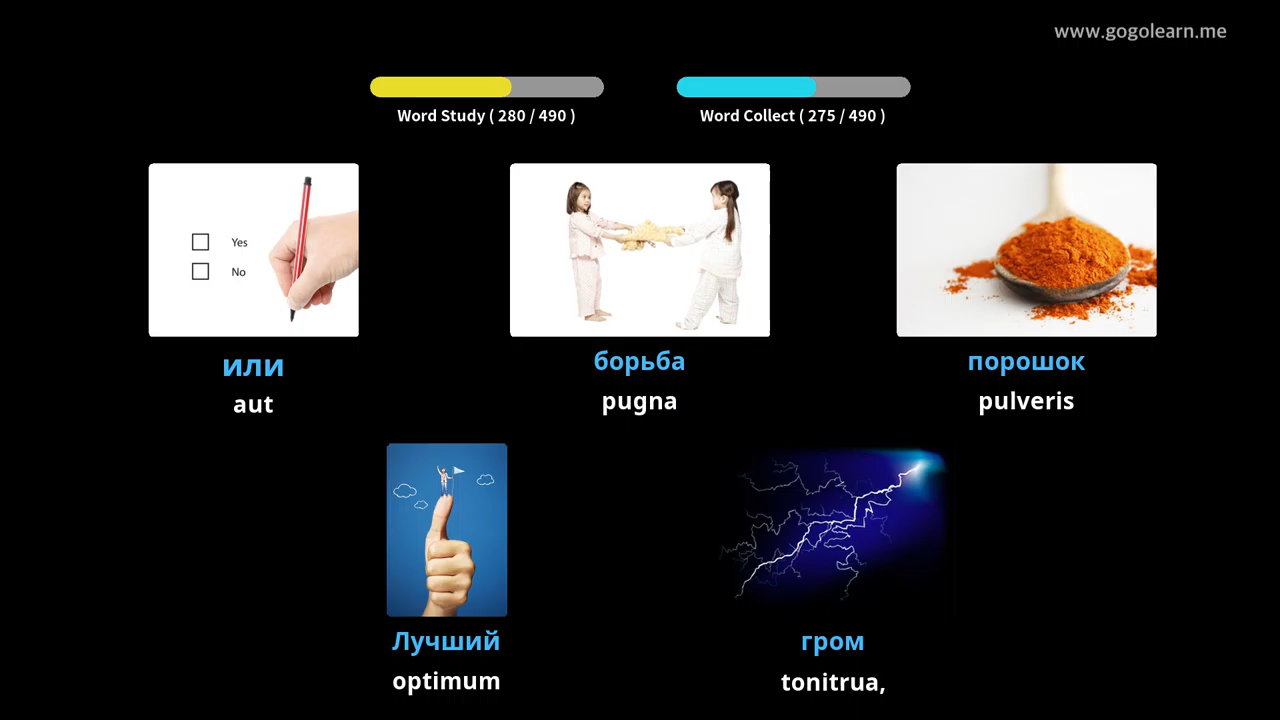 www.gogolearn.me
Word Study ( 280 / 490 )
Word Collect ( 275 / 490 )
Yes
No
или
aut
борьба
pugna
порошок
pulveris
Лучший
optimum
гром
tonitrua,